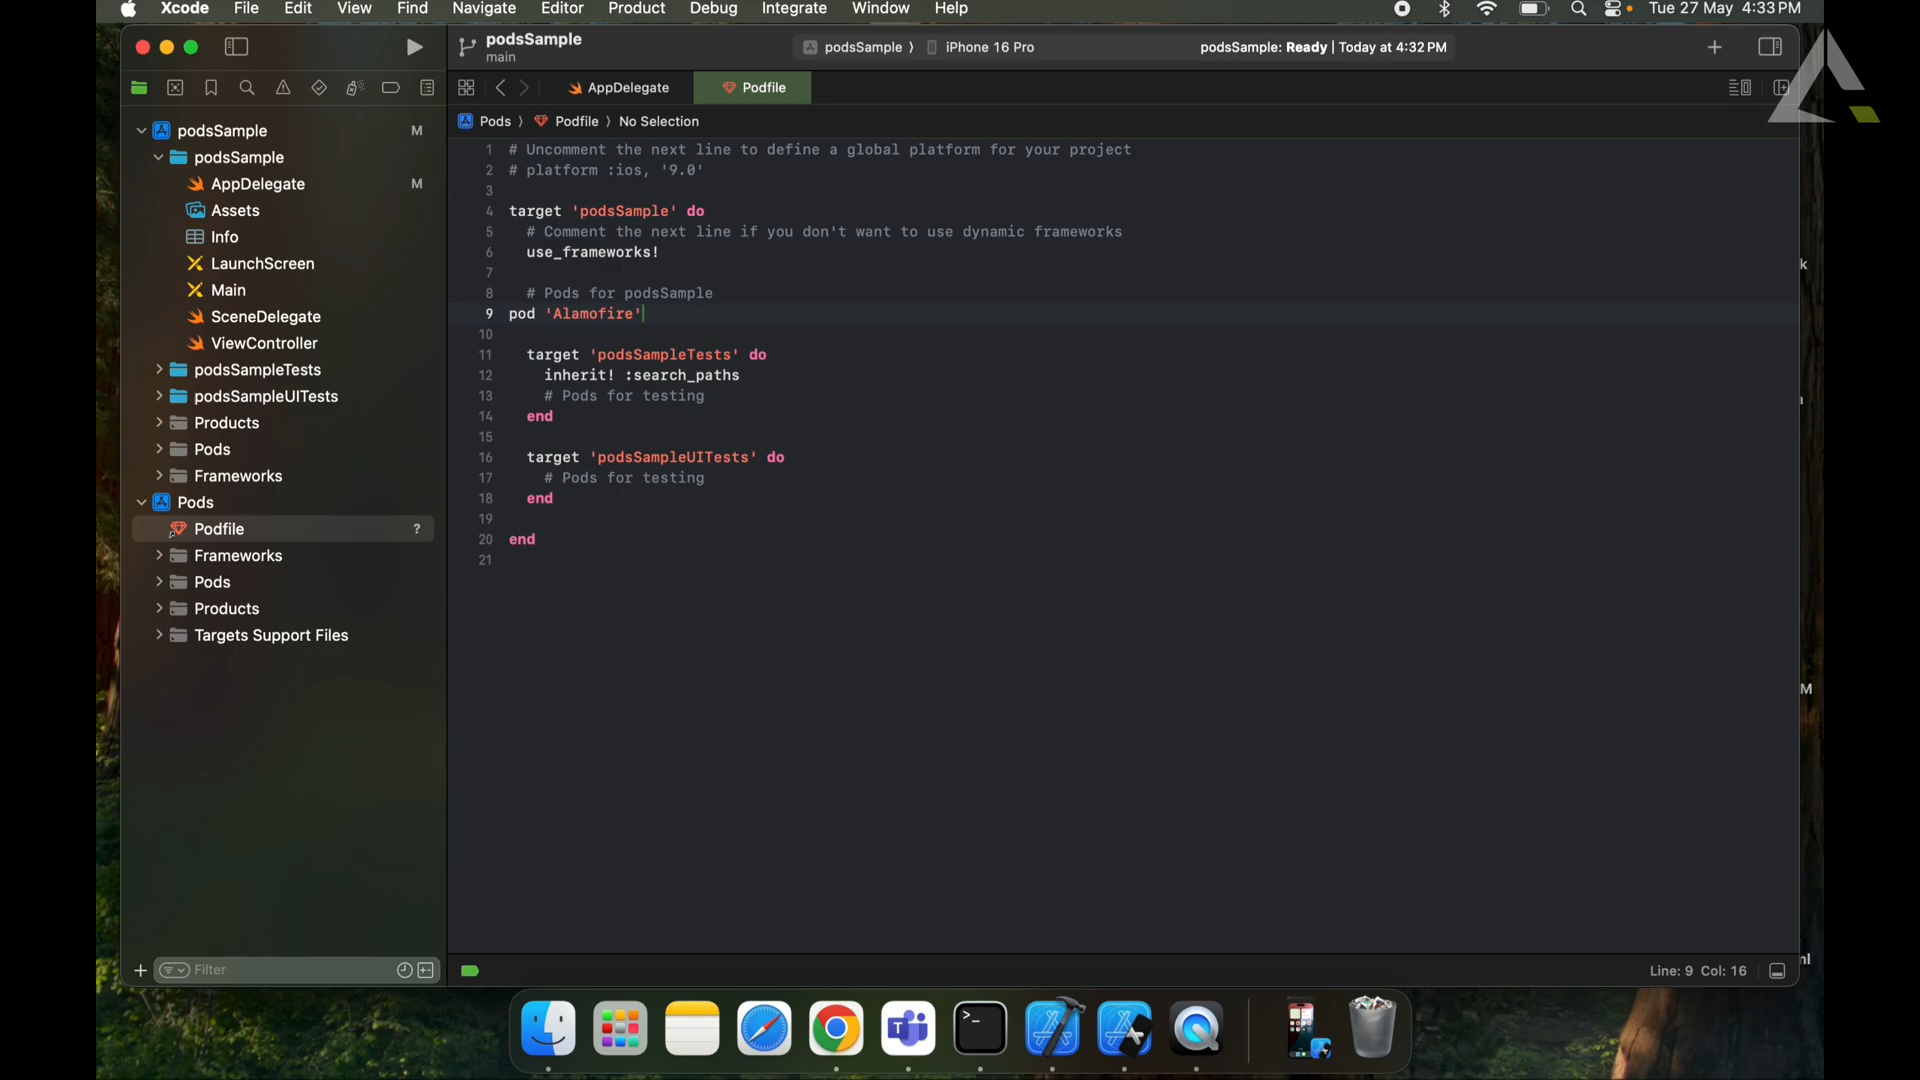 Xcode File Edit View Find Navigate Editor Product Debug Integrate Window Help Tue 27 May 4:33 PM
podsSample
main
podsSample iPhone 16 Pro podsSample: Ready | Today at 4:32 PM
AppDelegate Podfile
Pods Podfile No Selection
podsSample M
podsSample
AppDelegate M
Assets
Info
LaunchScreen
Main
SceneDelegate
ViewController
podsSampleTests
podsSampleUITests
Products
Pods
Frameworks
Pods
Podfile ?
Frameworks
Pods
Products
Targets Support Files
Filter
1 # Uncomment the next line to define a global platform for your project
2 # platform :ios, '9.0'
3
4 target 'podsSample' do
5 # Comment the next line if you don't want to use dynamic frameworks
6 use_frameworks!
7
8 # Pods for podsSample
9 pod 'Alamofire'
10
11 target 'podsSampleTests' do
12 inherit! :search_paths
13 # Pods for testing
14 end
15
16 target 'podsSampleUITests' do
17 # Pods for testing
18 end
19
20 end
21
Line: 9 Col: 16
k
M